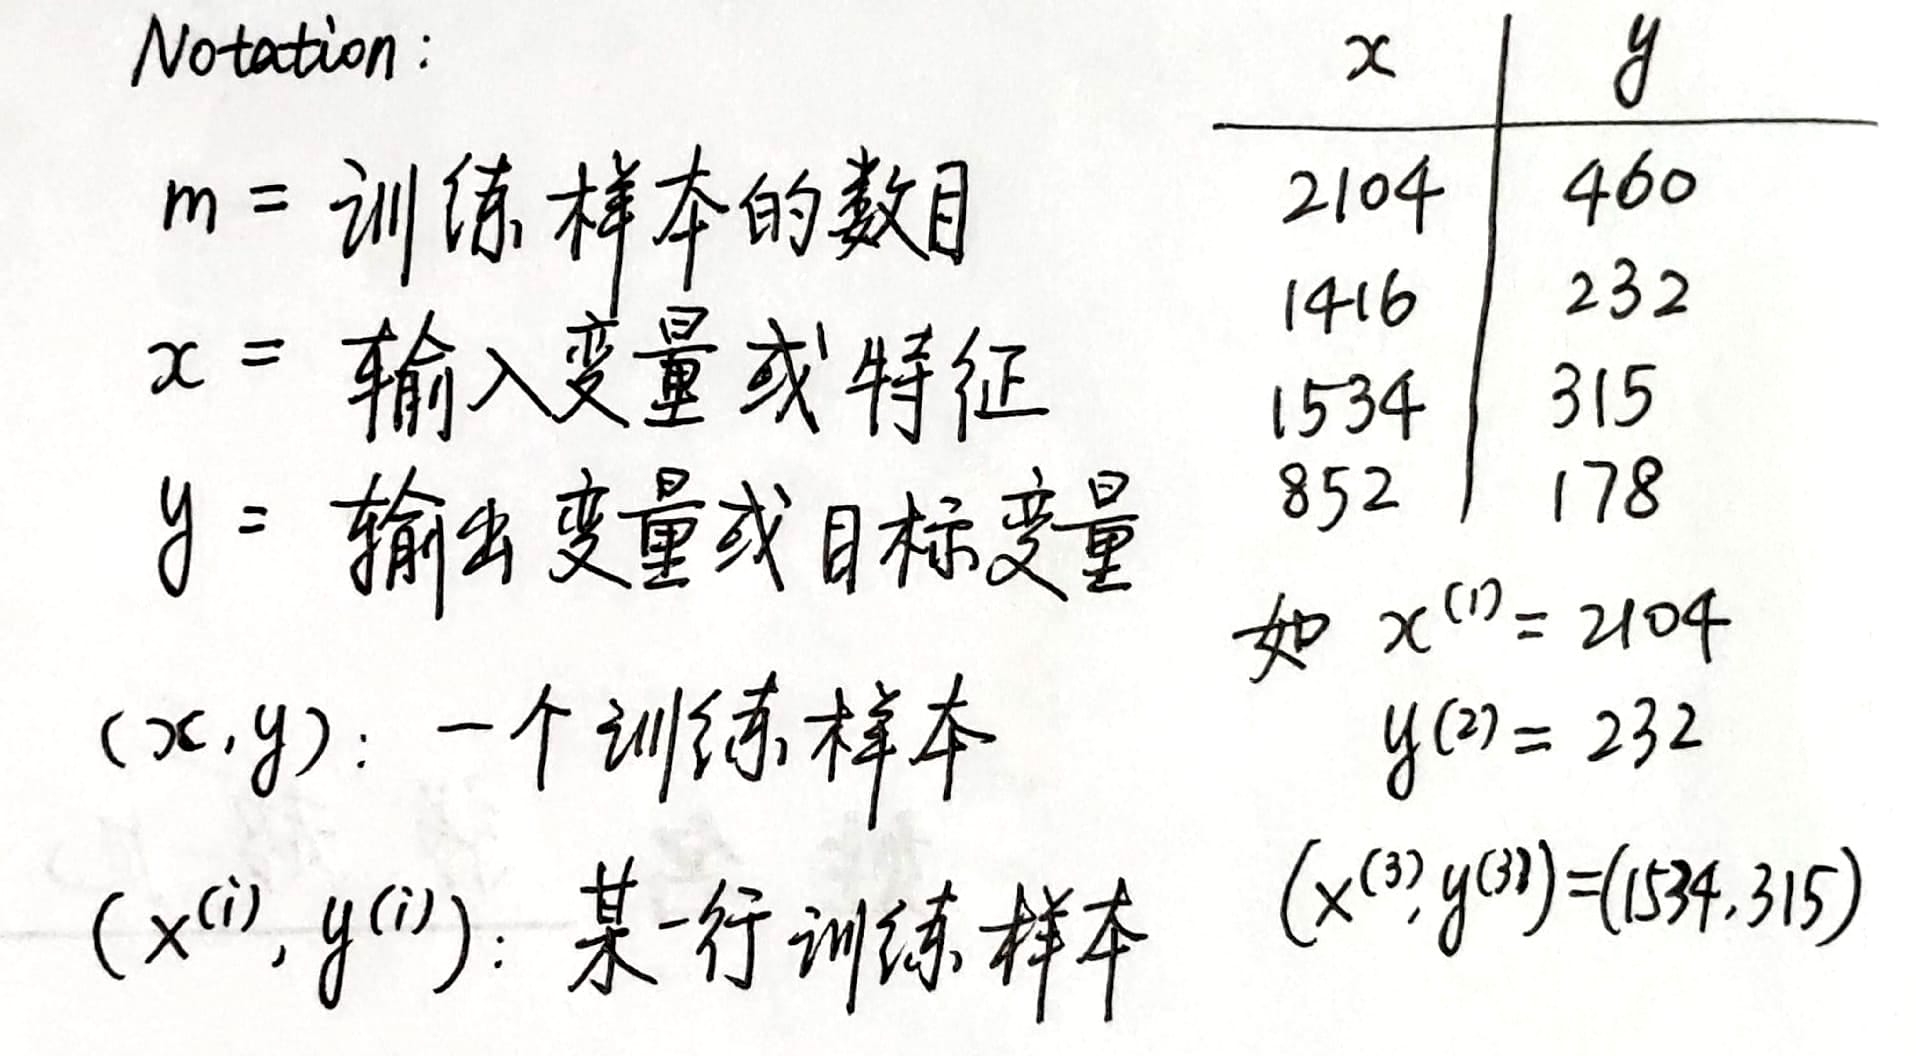 Notation:
m = 训练样本的数目
x = 输入变量或特征
y = 输出变量或目标变量
(x,y): 一个训练样本
(x^(i), y^(i)): 某一行训练样本
x y
2104 460
1416 232
1534 315
852 178
如 x^(1) = 2104
y^(2) = 232
(x^(3), y^(3)) = (1534, 315)